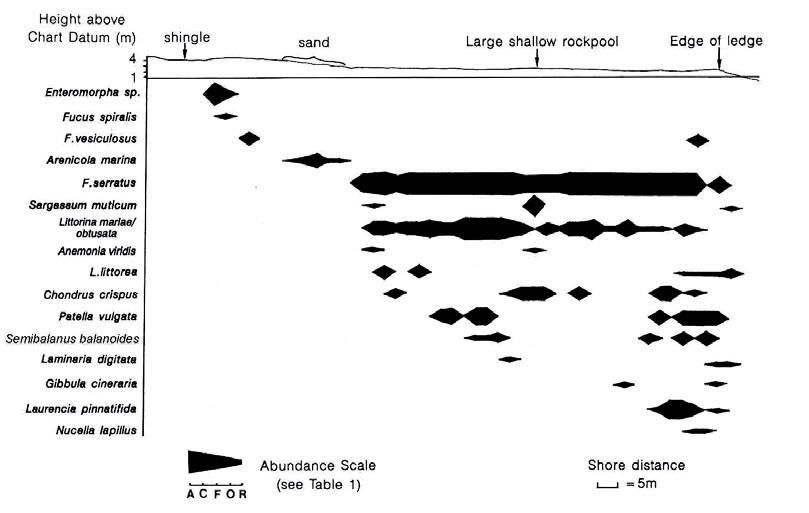 Height above
Chart Datum (m)
shingle
sand
Large shallow rockpool
Edge of ledge
4
1
Enteromorpha sp.
Fucus spiralis
F.vesiculosus
Arenicola marina
F.serratus
Sargassum muticum
Littorina mariae/
obtusata
Anemonia viridis
L.littorea
Chondrus crispus
Patella vulgata
Semibalanus balanoides
Laminaria digitata
Gibbula cineraria
Laurencia pinnatifida
Nucella lapillus
A C F O R
Abundance Scale
(see Table 1)
Shore distance
= 5m